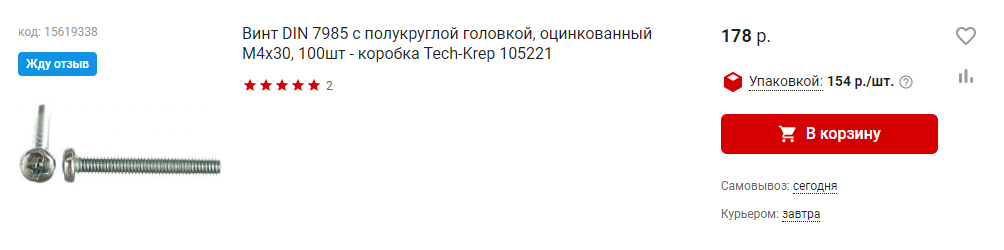 код: 15619338
Жду отзыв
Винт DIN 7985 с полукруглой головкой, оцинкованный
М4х30, 100шт - коробка Tech-Krep 105221
2
178 р.
Упаковкой: 154 р./шт. ?
В корзину
Самовывоз: сегодня
Курьером: завтра